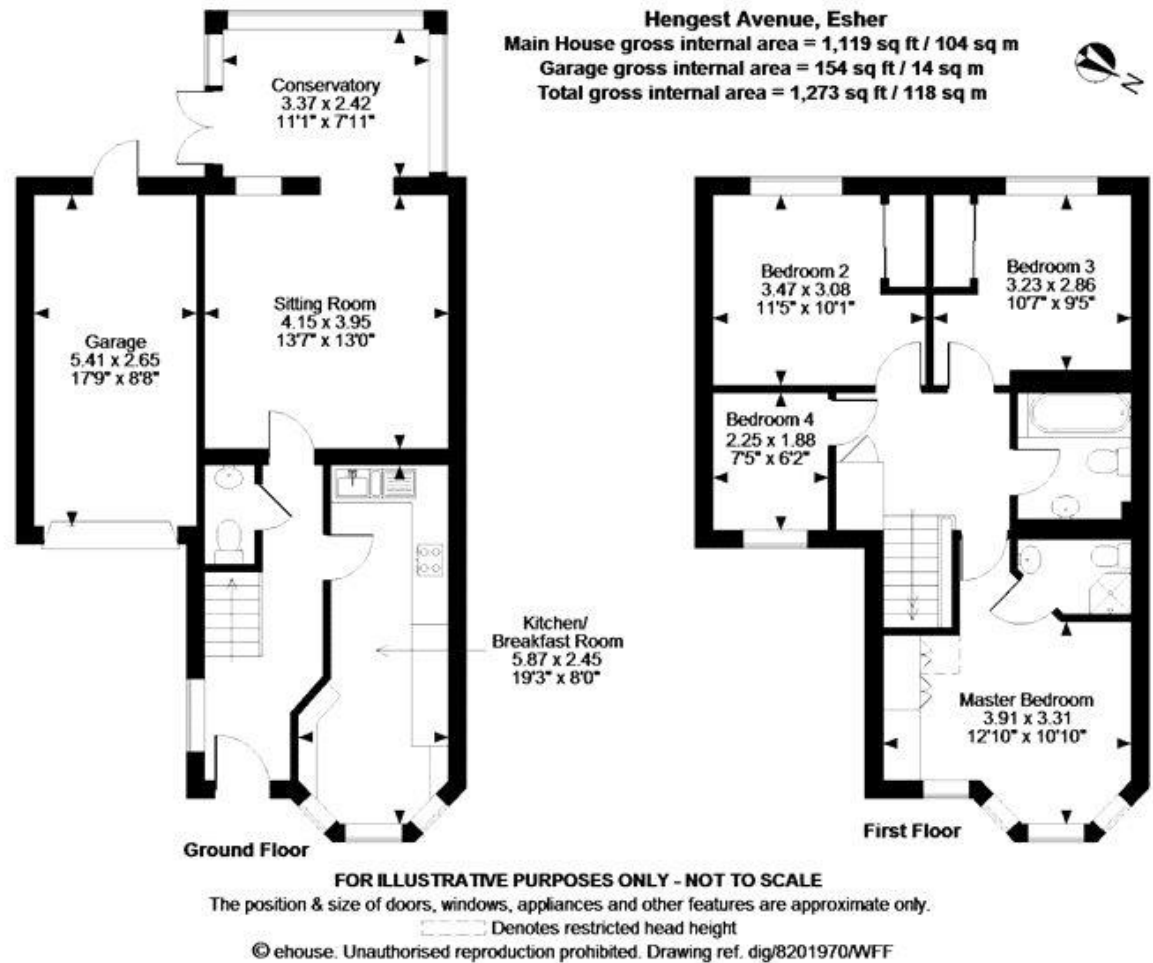 Hengest Avenue, Esher
Main House gross internal area = 1,119 sq ft / 104 sq m
Garage gross internal area = 154 sq ft / 14 sq m
Total gross internal area = 1,273 sq ft / 118 sq m
N
Conservatory
3.37 x 2.42
11'1" x 7'11"
Sitting Room
4.15 x 3.95
13'7" x 13'0"
Garage
5.41 x 2.65
17'9" x 8'8"
Kitchen/
Breakfast Room
5.87 x 2.45
19'3" x 8'0"
Ground Floor
Bedroom 2
3.47 x 3.08
11'5" x 10'1"
Bedroom 3
3.23 x 2.86
10'7" x 9'5"
Bedroom 4
2.25 x 1.88
7'5" x 6'2"
Master Bedroom
3.91 x 3.31
12'10" x 10'10"
First Floor
FOR ILLUSTRATIVE PURPOSES ONLY - NOT TO SCALE
The position & size of doors, windows, appliances and other features are approximate only.
Denotes restricted head height
© ehouse. Unauthorised reproduction prohibited. Drawing ref. dig/8201970/WFF